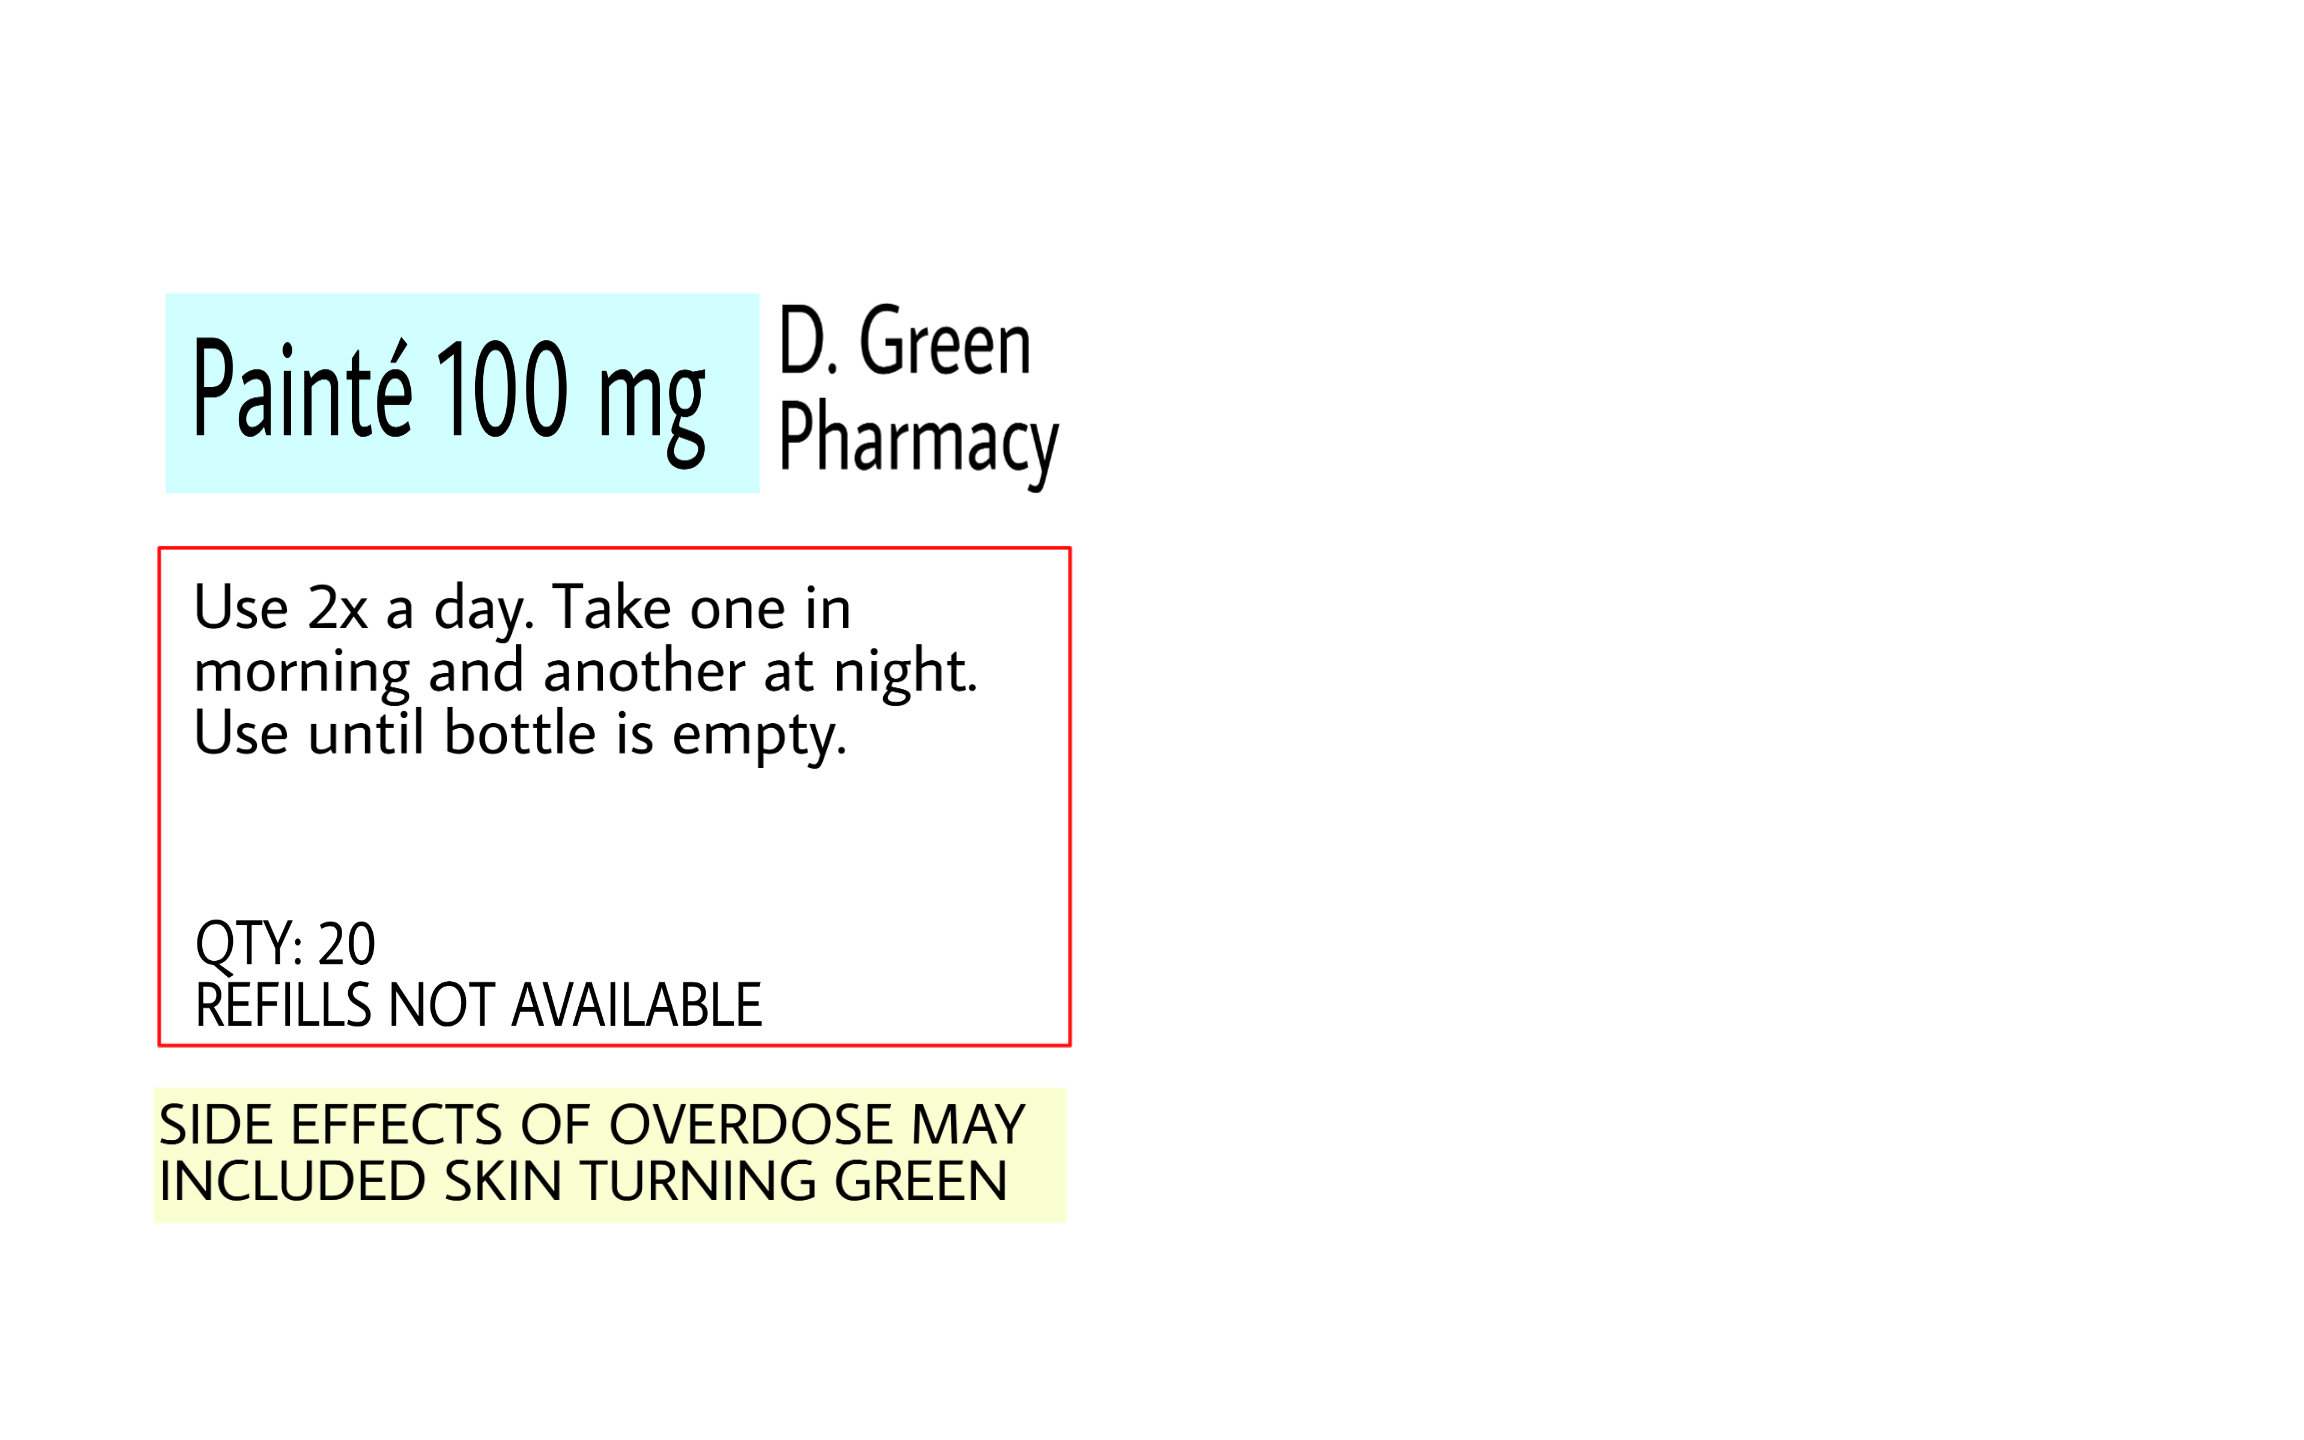 Painté 100 mg
D. Green
Pharmacy
Use 2x a day. Take one in
morning and another at night.
Use until bottle is empty.
QTY: 20
REFILLS NOT AVAILABLE
SIDE EFFECTS OF OVERDOSE MAY
INCLUDED SKIN TURNING GREEN